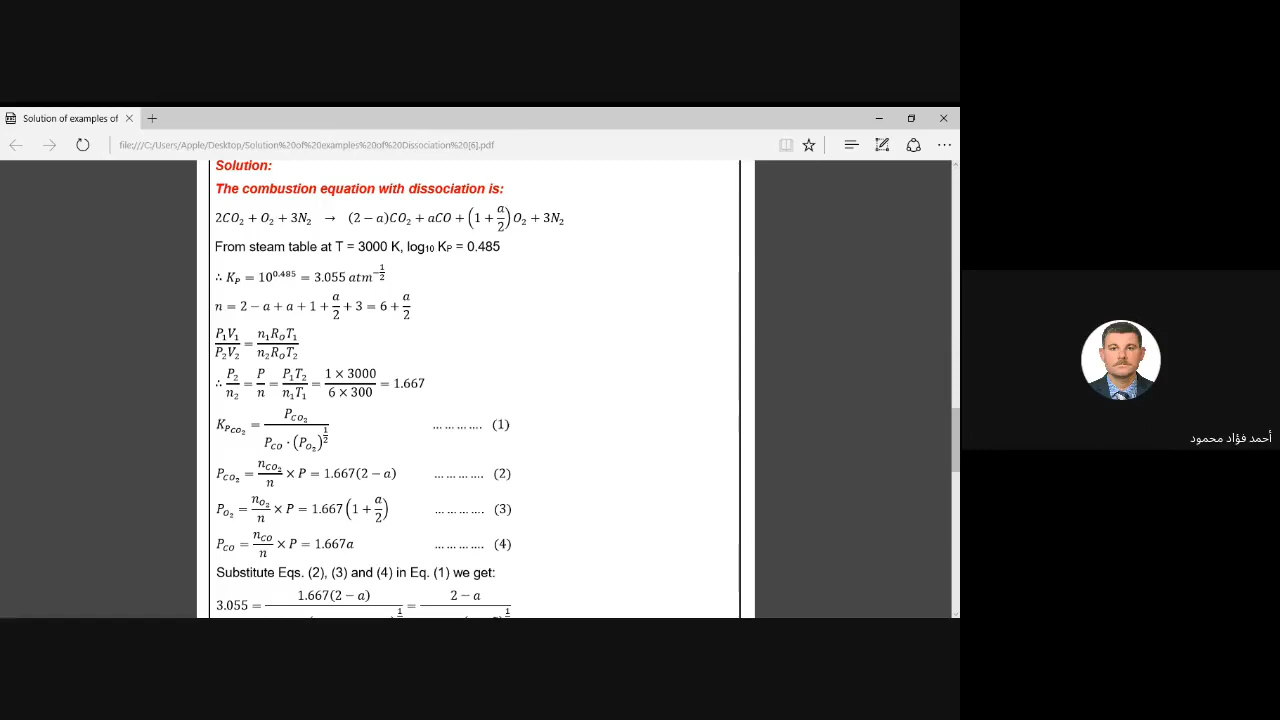 Solution of examples of
file:///C:/Users/Apple/Desktop/Solution%20of%20examples%20of%20Dissociation%20[6].pdf
Solution:
The combustion equation with dissociation is:
2CO₂ + O₂ + 3N₂ → (2 − a)CO₂ + aCO + (1 + a/2)O₂ + 3N₂
From steam table at T = 3000 K, log₁₀ Kₚ = 0.485
∴ K_P = 10^0.485 = 3.055 atm^(−1/2)
n = 2 − a + a + 1 + a/2 + 3 = 6 + a/2
P₁V₁/P₂V₂ = n₁R_OT₁/n₂R_OT₂
∴ P₂/n₂ = P/n = P₁T₂/n₁T₁ = 1 × 3000/6 × 300 = 1.667
K_P_CO₂ = P_CO₂/P_CO · (P_O₂)^(1/2) ... ... ... .... (1)
P_CO₂ = n_CO₂/n × P = 1.667(2 − a) ... ... ... .... (2)
P_O₂ = n_O₂/n × P = 1.667(1 + a/2) ... ... ... .... (3)
P_CO = n_CO/n × P = 1.667a ... ... ... .... (4)
Substitute Eqs. (2), (3) and (4) in Eq. (1) we get:
3.055 = 1.667(2 − a) = 2 − a
أحمد فؤاد محمود